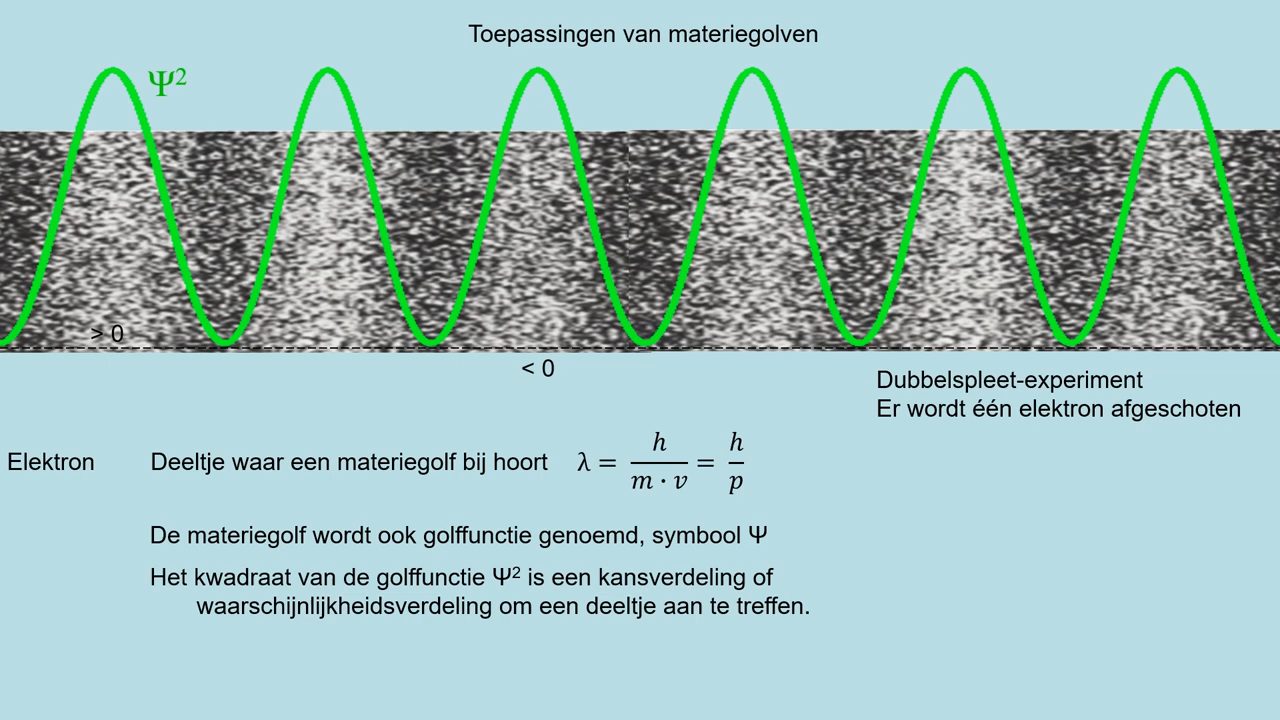 Toepassingen van materiegolven
Ψ²
> 0
< 0
Dubbelspleet-experiment
Er wordt één elektron afgeschoten
Elektron Deeltje waar een materiegolf bij hoort λ = h / (m · v) = h / p
De materiegolf wordt ook golffunctie genoemd, symbool Ψ
Het kwadraat van de golffunctie Ψ² is een kansverdeling of
waarschijnlijkheidsverdeling om een deeltje aan te treffen.